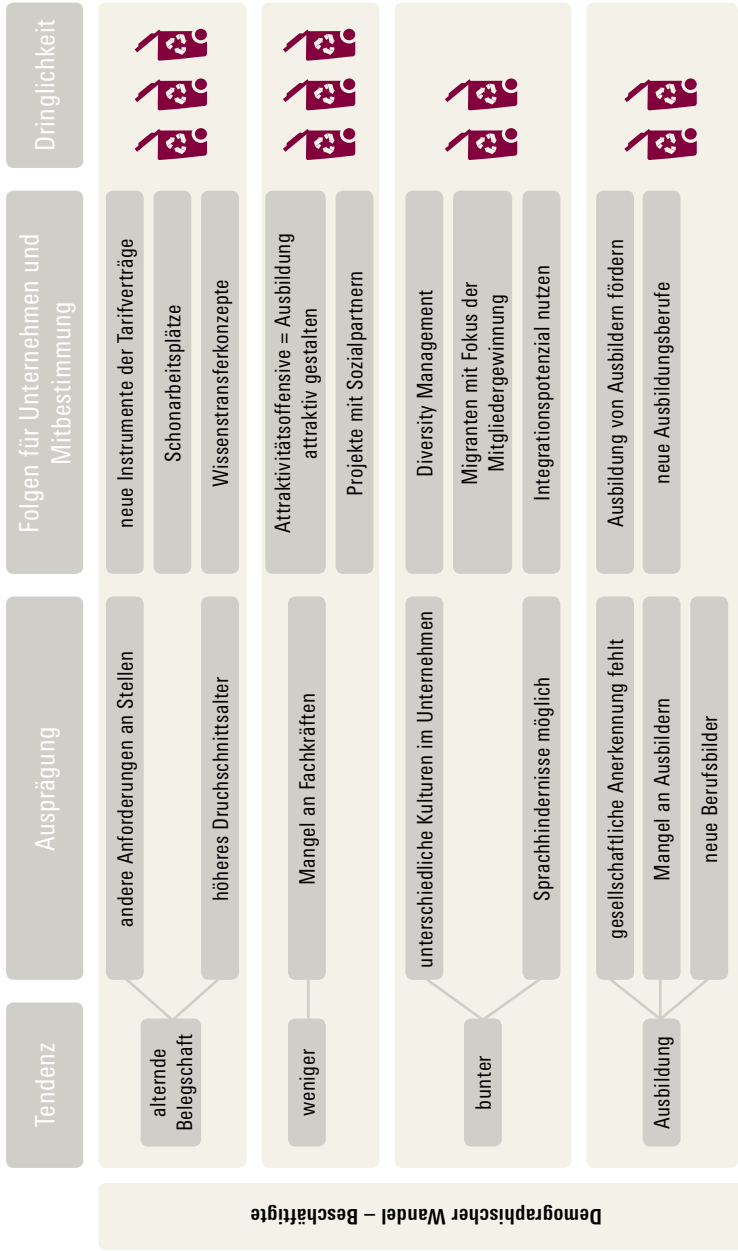 Demographischer Wandel – Beschäftigte
Tendenz
Ausprägung
Folgen für Unternehmen und
Mitbestimmung
Dringlichkeit
alternde
Belegschaft
andere Anforderungen an Stellen
höheres Druchschnittsalter
neue Instrumente der Tarifverträge
Schonarbeitsplätze
Wissenstransferkonzepte
weniger
Mangel an Fachkräften
Attraktivitätsoffensive = Ausbildung
attraktiv gestalten
Projekte mit Sozialpartnern
bunter
unterschiedliche Kulturen im Unternehmen
Sprachhindernisse möglich
Diversity Management
Migranten mit Fokus der
Mitgliedergewinnung
Integrationspotenzial nutzen
Ausbildung
gesellschaftliche Anerkennung fehlt
Mangel an Ausbildern
neue Berufsbilder
Ausbildung von Ausbildern fördern
neue Ausbildungsberufe